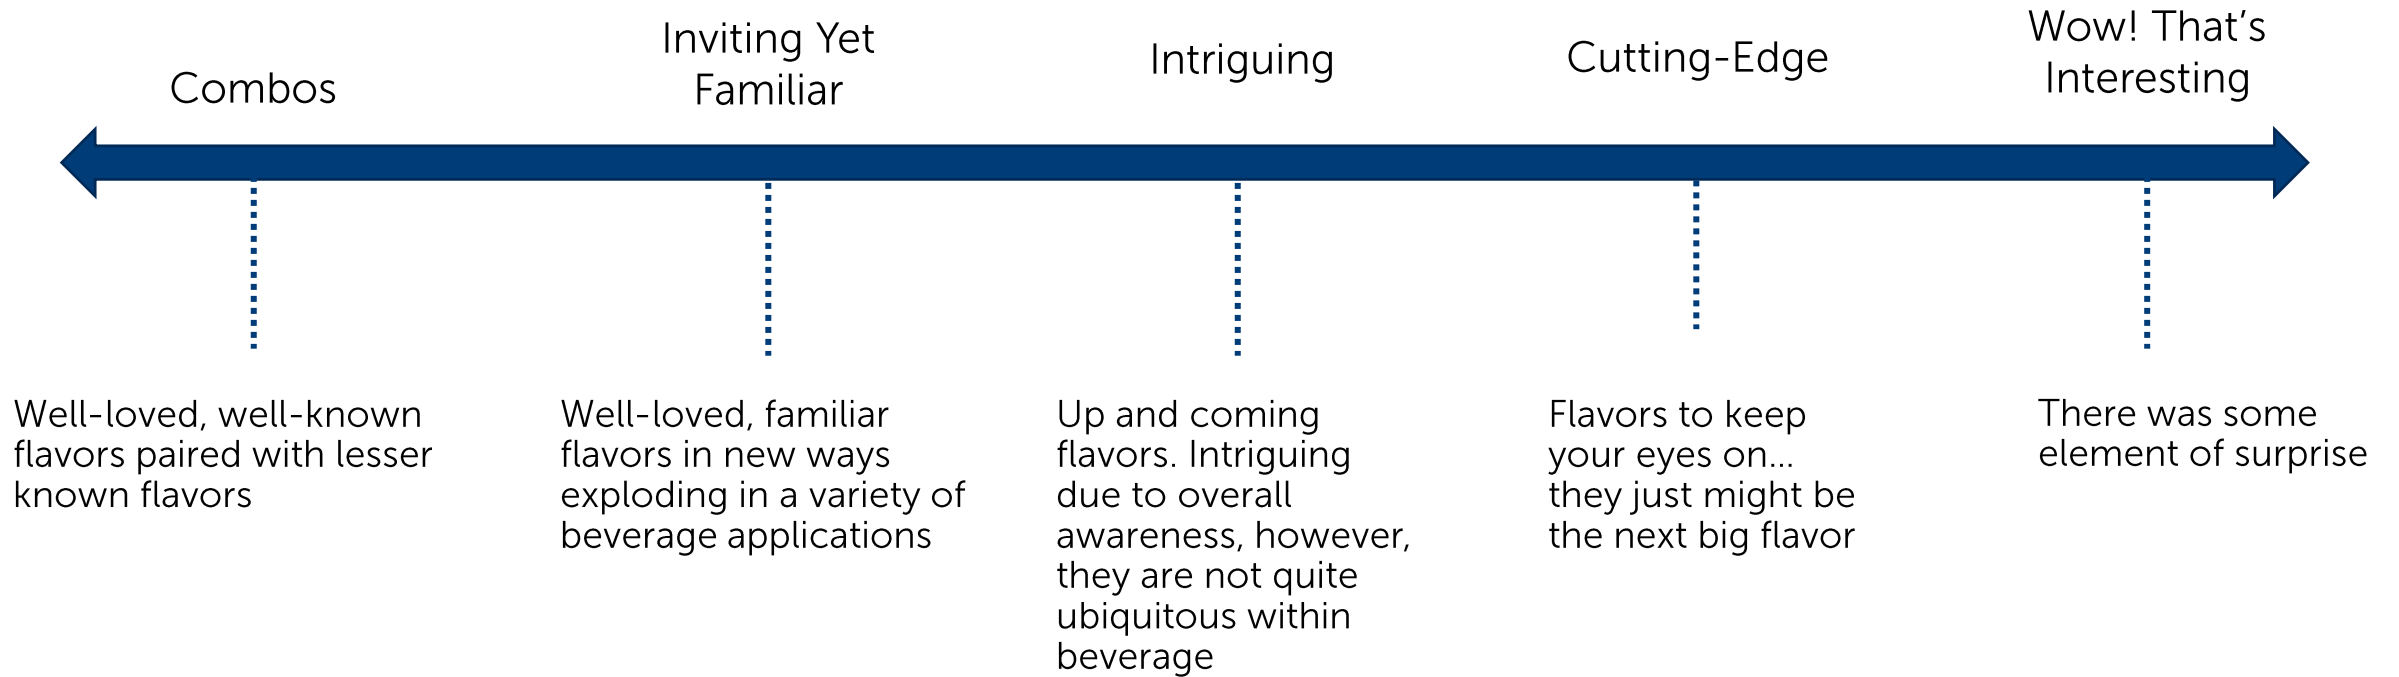 Combos
Inviting Yet
Familiar
Intriguing
Cutting-Edge
Wow! That’s
Interesting
Well-loved, well-known
flavors paired with lesser
known flavors
Well-loved, familiar
flavors in new ways
exploding in a variety of
beverage applications
Up and coming
flavors. Intriguing
due to overall
awareness, however,
they are not quite
ubiquitous within
beverage
Flavors to keep
your eyes on…
they just might be
the next big flavor
There was some
element of surprise